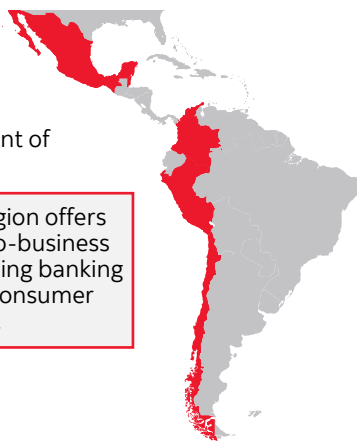 nt of
gion offers
o-business
ing banking
onsumer